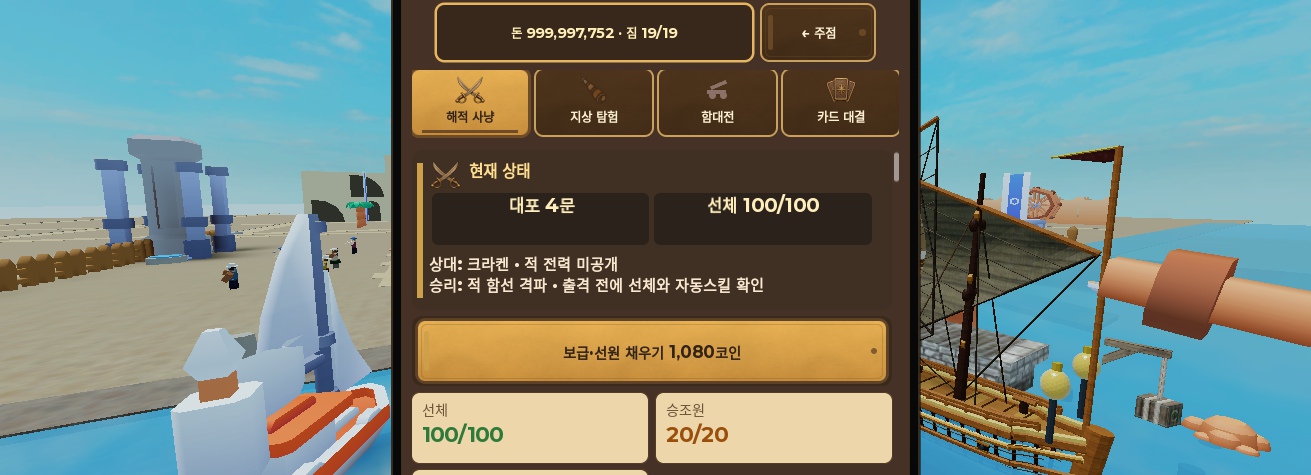 돈 999,997,752 · 짐 19/19
← 주점
해적 사냥
지상 탐험
함대전
카드 대결
현재 상태
대포 4문
선체 100/100
상대: 크라켄 • 적 전력 미공개
승리: 적 함선 격파 • 출격 전에 선체와 자동스킬 확인
보급·선원 채우기 1,080코인
선체
100/100
승조원
20/20